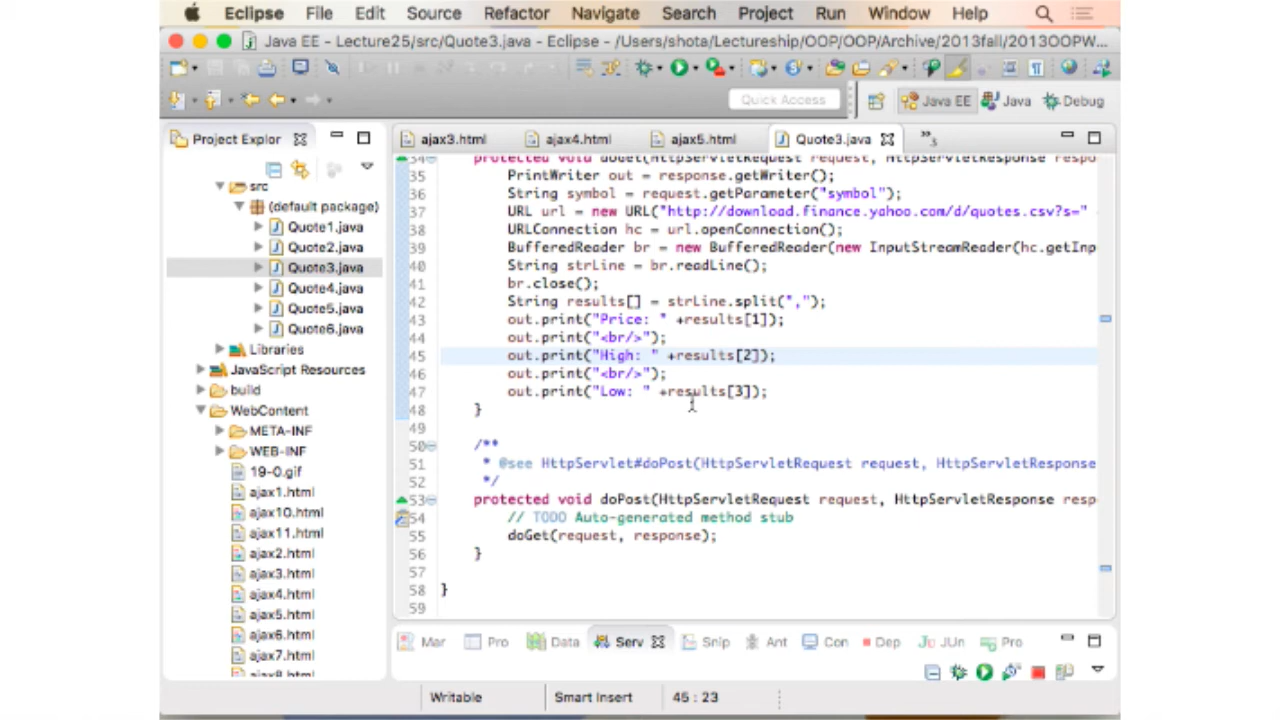 Eclipse File Edit Source Refactor Navigate Search Project Run Window Help
Java EE - Lecture25/src/Quote3.java - Eclipse - /Users/shota/Lectureship/OOP/OOP/Archive/2013fall/2013OOPW...
Quick Access Java EE Java Debug
Project Explor
ajax3.html ajax4.html ajax5.html Quote3.java 3
src
(default package)
Quote1.java
Quote2.java
Quote3.java
Quote4.java
Quote5.java
Quote6.java
Libraries
JavaScript Resources
build
WebContent
META-INF
WEB-INF
19-0.gif
ajax1.html
ajax10.html
ajax11.html
ajax2.html
ajax3.html
ajax4.html
ajax5.html
ajax6.html
ajax7.html
ajax8.html
34 protected void doGet(HttpServletRequest request, HttpServletResponse respo
35 PrintWriter out = response.getWriter();
36 String symbol = request.getParameter("symbol");
37 URL url = new URL("http://download.finance.yahoo.com/d/quotes.csv?s="
38 URLConnection hc = url.openConnection();
39 BufferedReader br = new BufferedReader(new InputStreamReader(hc.getInp
40 String strLine = br.readLine();
41 br.close();
42 String results[] = strLine.split(",");
43 out.print("Price: " +results[1]);
44 out.print("<br/>");
45 out.print("High: " +results[2]);
46 out.print("<br/>");
47 out.print("Low: " +results[3]);
48 }
49
50 /**
51 * @see HttpServlet#doPost(HttpServletRequest request, HttpServletResponse
52 */
53 protected void doPost(HttpServletRequest request, HttpServletResponse resp
54 // TODO Auto-generated method stub
55 doGet(request, response);
56 }
57
58 }
59
Mar Pro Data Serv Snip Ant Con Dep JUn Pro
Writable Smart Insert 45 : 23